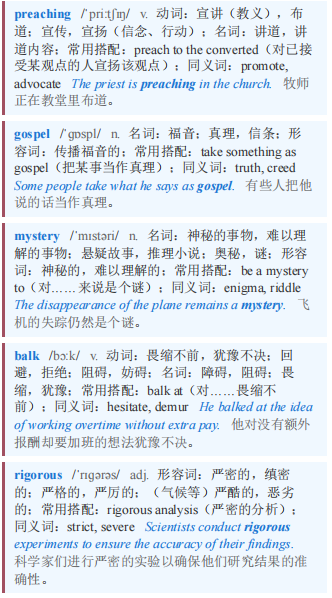 preaching /ˈpriːtʃɪŋ/ v. 动词：宣讲（教义），布
道；宣传，宣扬（信念、行动）；名词：讲道，讲
道内容；常用搭配：preach to the converted（对已接
受某观点的人宣扬该观点）；同义词：promote,
advocate The priest is preaching in the church. 牧师
正在教堂里布道。
gospel /ˈɡɒspl/ n. 名词：福音；真理，信条；形
容词：传播福音的；常用搭配：take something as
gospel（把某事当作真理）；同义词：truth, creed
Some people take what he says as gospel. 有些人把他
说的话当作真理。
mystery /ˈmɪstəri/ n. 名词：神秘的事物，难以理
解的事物；悬疑故事，推理小说；奥秘，谜；形容
词：神秘的，难以理解的；常用搭配：be a mystery
to（对……来说是个谜）；同义词：enigma, riddle
The disappearance of the plane remains a mystery. 飞
机的失踪仍然是个谜。
balk /bɔːk/ v. 动词：畏缩不前，犹豫不决；回
避，拒绝；阻碍，妨碍；名词：障碍，阻碍；畏
缩，犹豫；常用搭配：balk at（对……畏缩不
前）；同义词：hesitate, demur He balked at the idea
of working overtime without extra pay. 他对没有额外
报酬却要加班的想法犹豫不决。
rigorous /ˈrɪɡərəs/ adj. 形容词：严密的，缜密
的；严格的，严厉的；（气候等）严酷的，恶劣
的；常用搭配：rigorous analysis（严密的分析）；
同义词：strict, severe Scientists conduct rigorous
experiments to ensure the accuracy of their findings.
科学家们进行严密的实验以确保他们研究结果的准
确性。